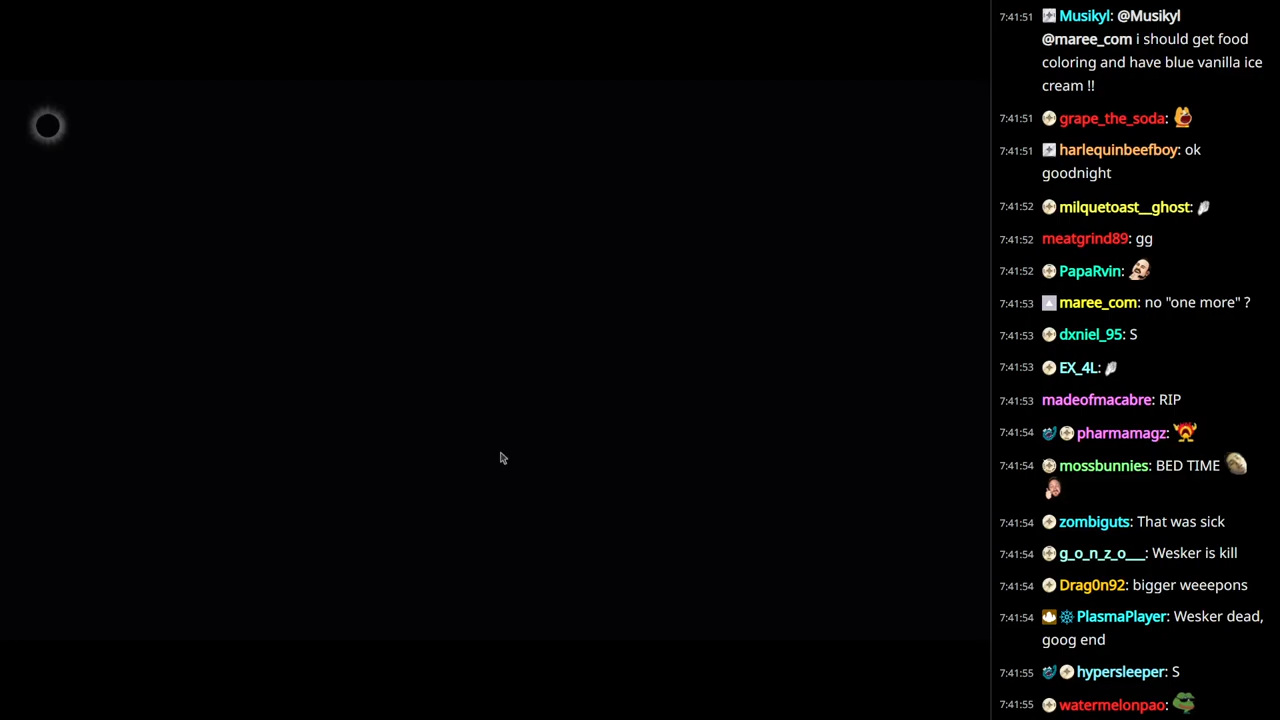 7:41:51 Musikyl: @Musikyl
@maree_com i should get food
coloring and have blue vanilla ice
cream !!
7:41:51 grape_the_soda:
7:41:51 harlequinbeefboy: ok
goodnight
7:41:52 milquetoast__ghost:
7:41:52 meatgrind89: gg
7:41:52 PapaRvin:
7:41:53 maree_com: no "one more" ?
7:41:53 dxniel_95: S
7:41:53 EX_4L:
7:41:53 madeofmacabre: RIP
7:41:54 pharmamagz:
7:41:54 mossbunnies: BED TIME
7:41:54 zombiguts: That was sick
7:41:54 g_o_n_z_o___: Wesker is kill
7:41:54 Drag0n92: bigger weeepons
7:41:54 PlasmaPlayer: Wesker dead,
goog end
7:41:55 hypersleeper: S
7:41:55 watermelonpao: